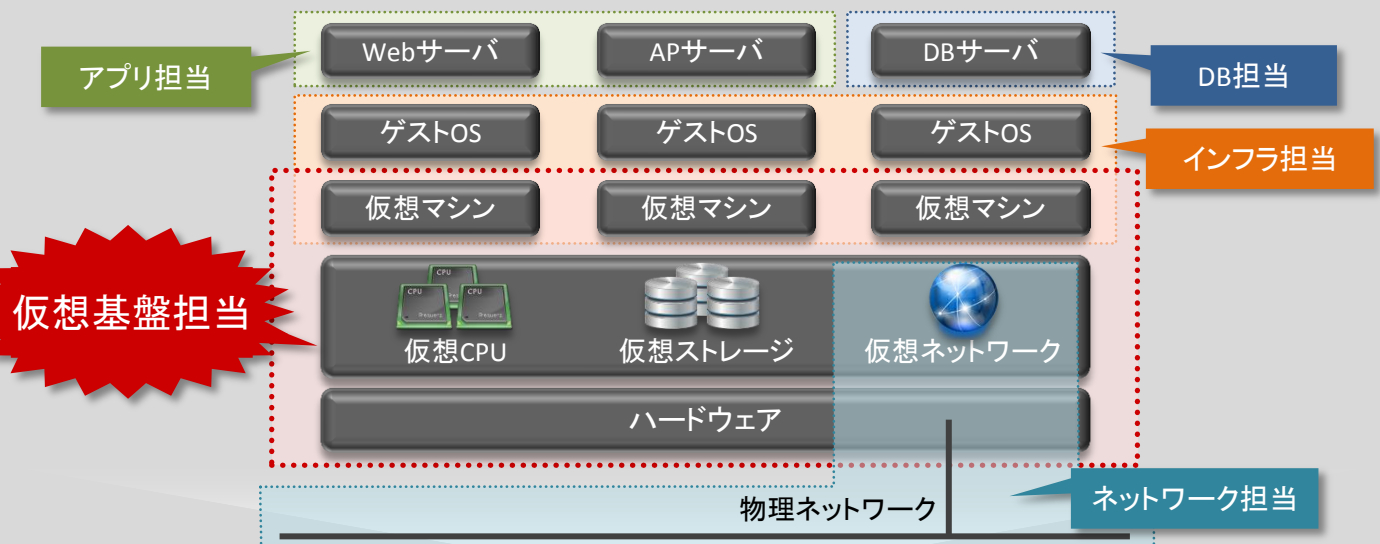 Webサーバ
APサーバ
DBサーバ
アプリ担当
DB担当
ゲストOS
ゲストOS
ゲストOS
インフラ担当
仮想マシン
仮想マシン
仮想マシン
仮想基盤担当
CPU
CPU
CPU
仮想CPU
仮想ストレージ
仮想ネットワーク
ハードウェア
ネットワーク担当
物理ネットワーク